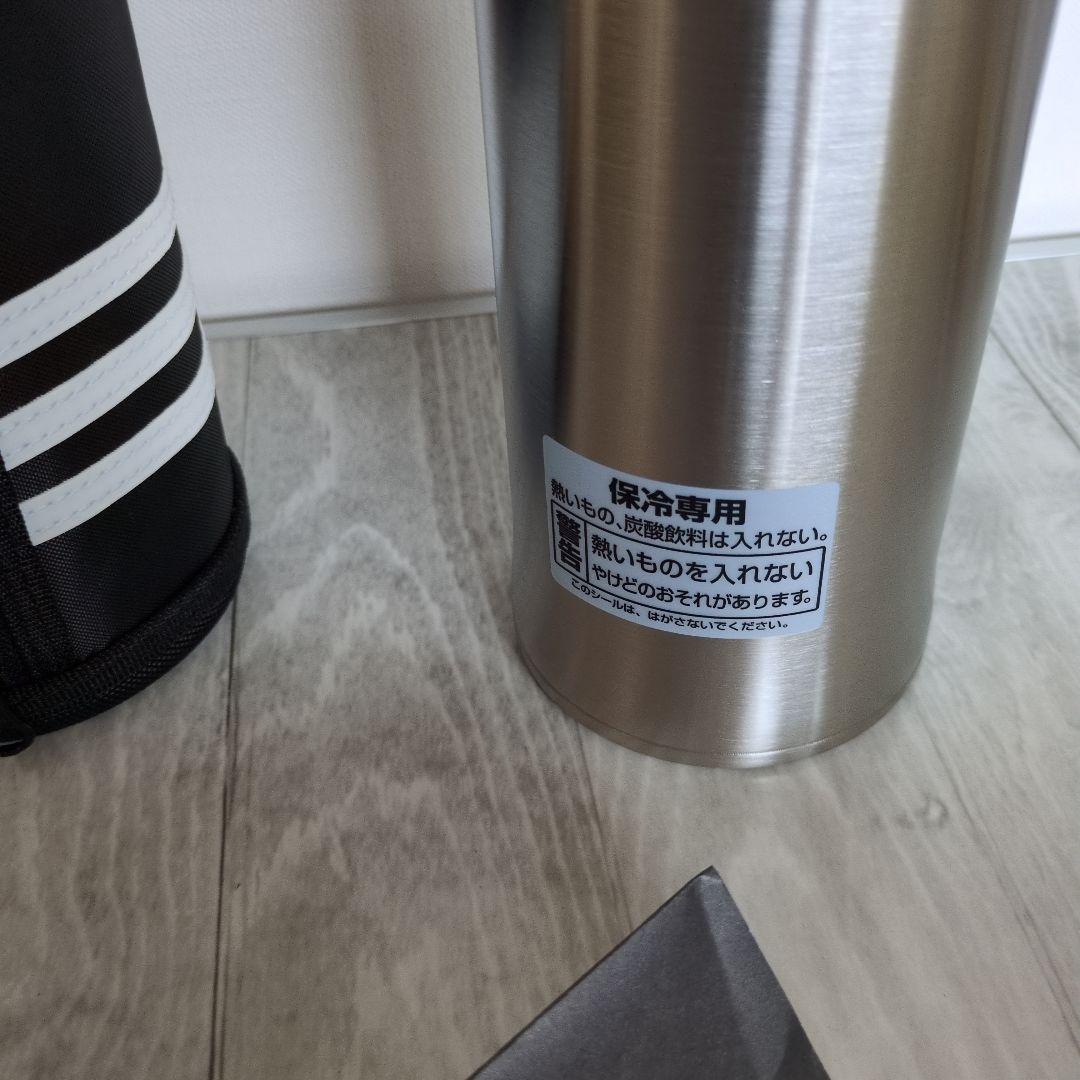 保冷専用
熱いもの、炭酸飲料は入れない。
警告
熱いものを入れない
やけどのおそれがあります。
このシールは、はがさないでください。